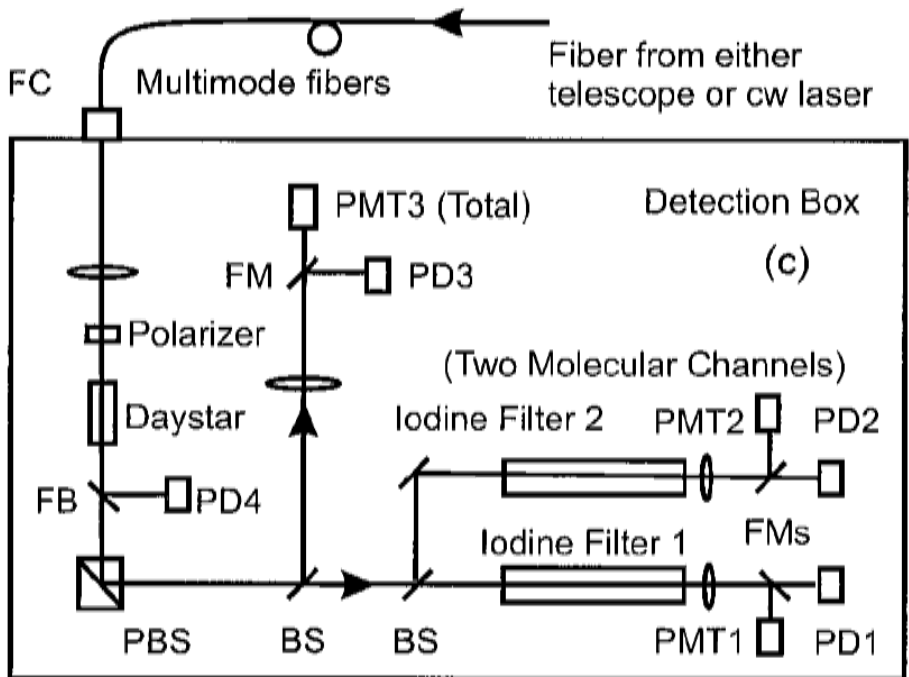 FC
Multimode fibers
Fiber from either
telescope or cw laser
PMT3 (Total)
Detection Box
(c)
FM
PD3
Polarizer
(Two Molecular Channels)
Daystar
Iodine Filter 2
PMT2
PD2
FB
PD4
Iodine Filter 1
FMs
PBS
BS
BS
PMT1
PD1